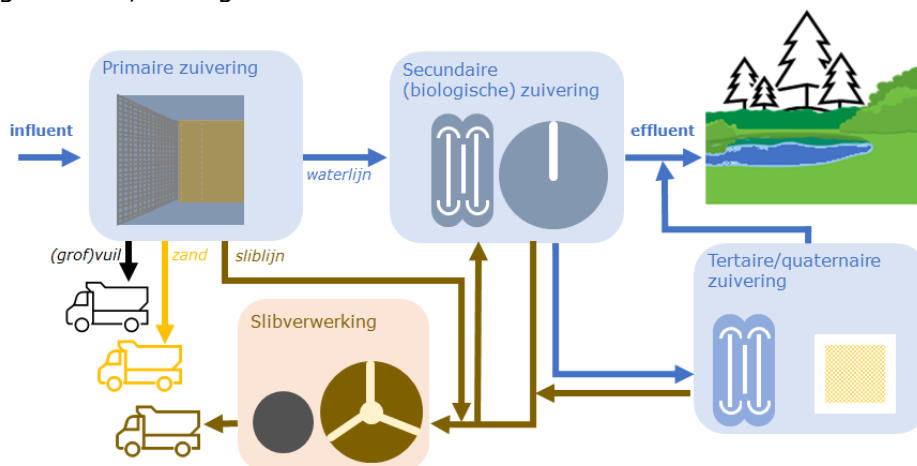 Primaire zuivering
Secundaire
(biologische) zuivering
influent
effluent
waterlijn
(grof)vuil
zand
sliblijn
Tertaire/quaternaire
zuivering
Slibverwerking